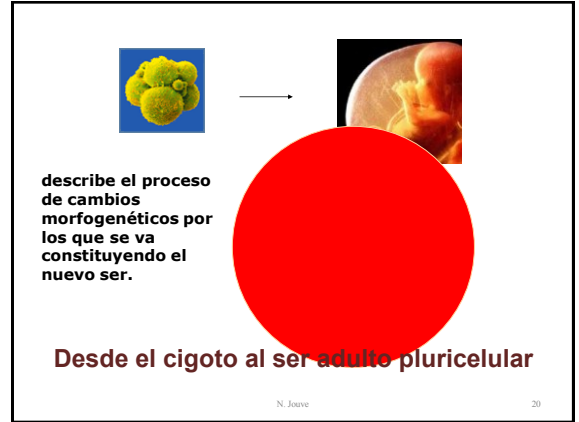 describe el proceso
de cambios
morfogenéticos por
los que se va
constituyendo el
nuevo ser.
Desde el cigoto al ser adulto pluricelular
N. Jouve
20